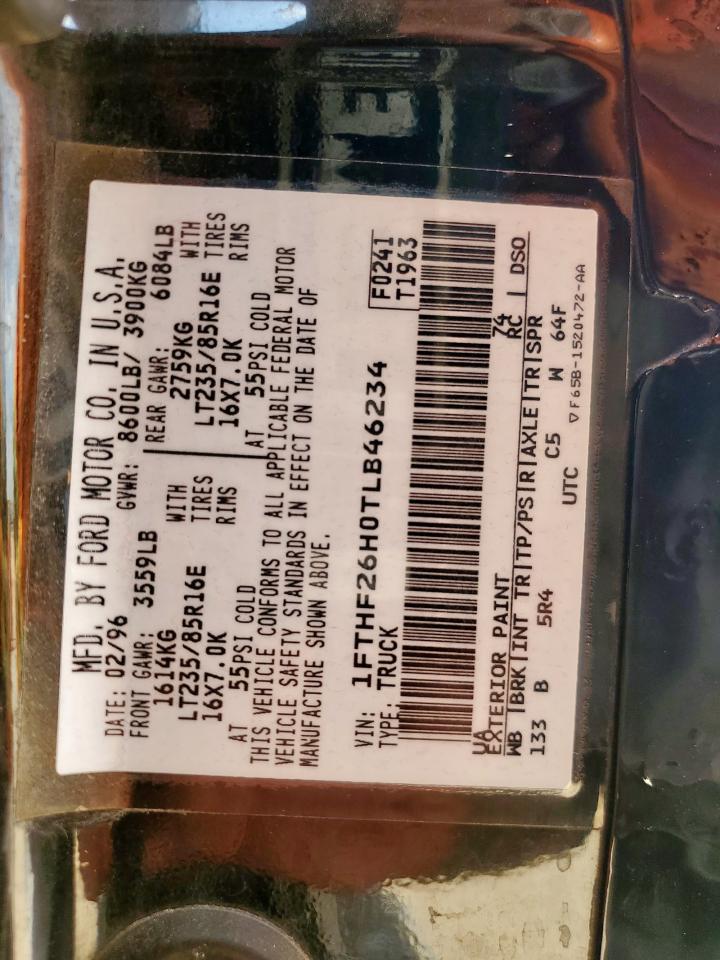 MFD. BY FORD MOTOR CO. IN U.S.A.
DATE: 02/96 GVWR: 8600LB/ 3900KG
FRONT GAWR: 3559LB REAR GAWR: 6084LB
1614KG WITH 2759KG WITH
LT235/85R16E TIRES LT235/85R16E TIRES
16X7.0K RIMS 16X7.0K RIMS
AT 55PSI COLD AT 55PSI COLD
THIS VEHICLE CONFORMS TO ALL APPLICABLE FEDERAL MOTOR
VEHICLE SAFETY STANDARDS IN EFFECT ON THE DATE OF
MANUFACTURE SHOWN ABOVE.
VIN: 1FTHF26H0TLB46234 F0241
TYPE: TRUCK T1963
UA 74
EXTERIOR PAINT RC DSO
WB |BRK|INT TR|TP/PS|R|AXLE|TR|SPR
133 B 5R4 C5 W 64F
UTC ▽F65B-1520472-AA